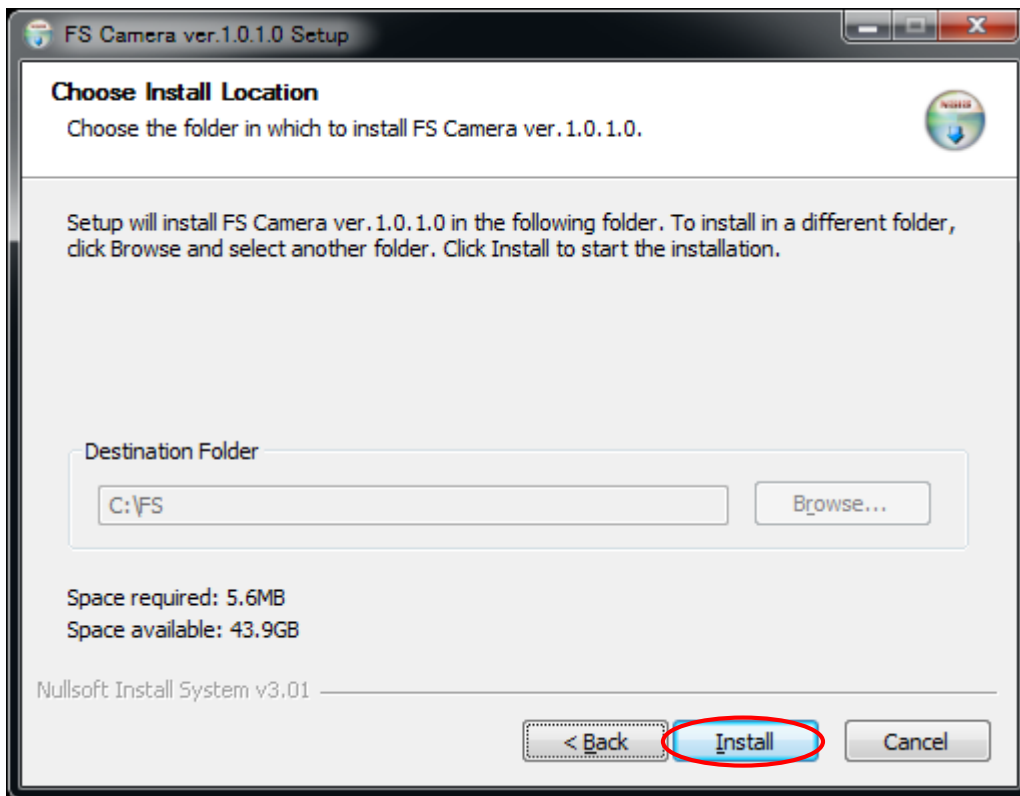 FS Camera ver.1.0.1.0 Setup
Choose Install Location
Choose the folder in which to install FS Camera ver.1.0.1.0.
Setup will install FS Camera ver.1.0.1.0 in the following folder. To install in a different folder,
click Browse and select another folder. Click Install to start the installation.
Destination Folder
C:\FS
Browse...
Space required: 5.6MB
Space available: 43.9GB
Nullsoft Install System v3.01
< Back
Install
Cancel